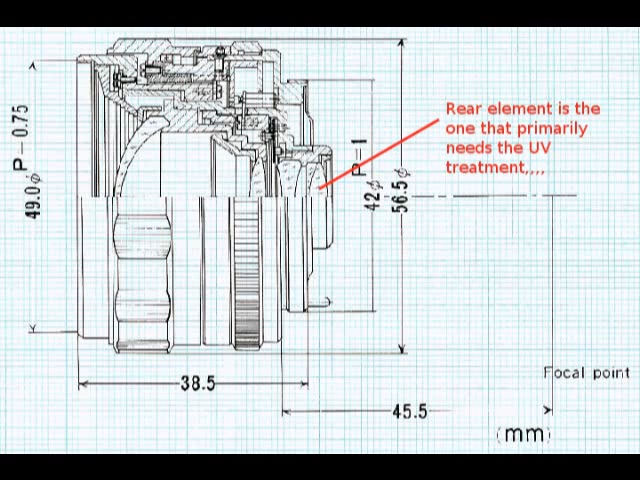 Rear element is the
one that primarily
needs the UV
treatment,,,,
49.0ϕ P-0.75
P=1
42ϕ
56.5ϕ
38.5
45.5
Focal point
(mm)